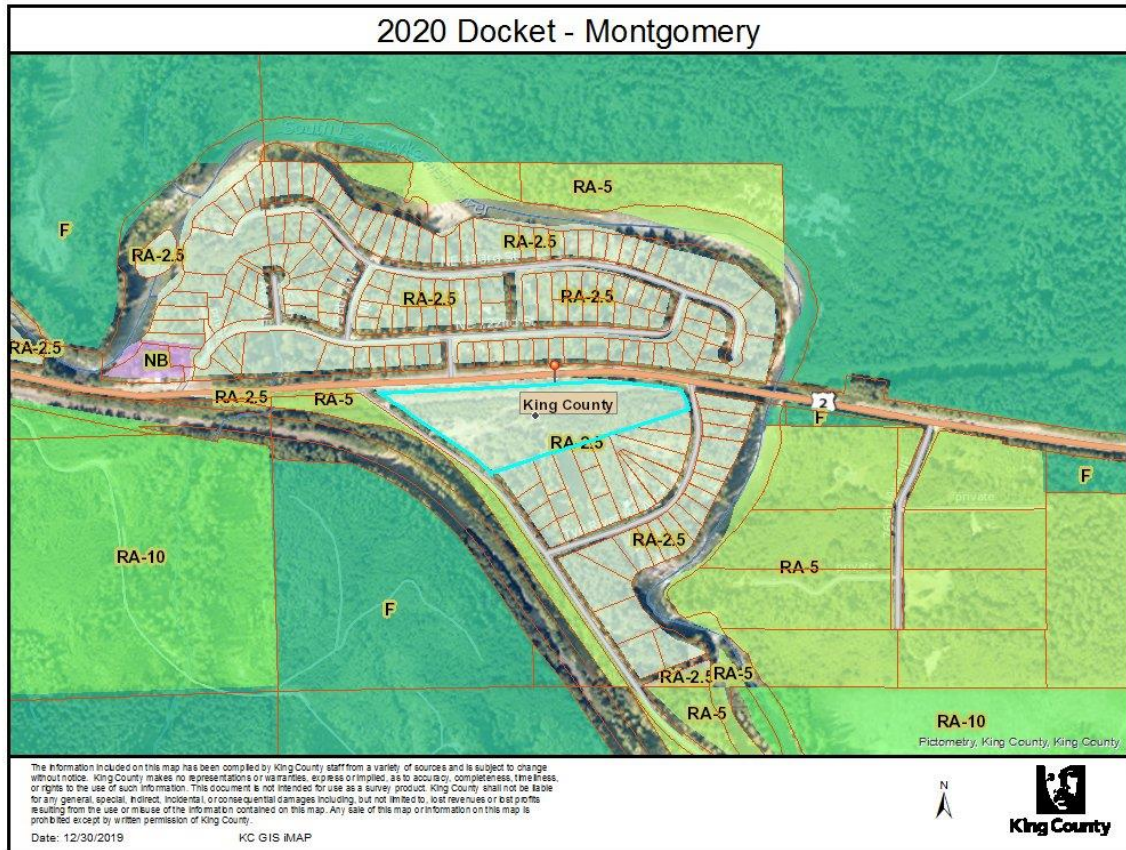 2020 Docket - Montgomery
RA-5
F
RA-2.5
RA-2.5
RA-2.5
RA-2.5
RA-2.5
NB
RA-2.5
RA-5
King County
2
F
RA-2.5
F
private
RA-10
RA-2.5
RA-5
private
F
RA-2.5
RA-5
RA-5
RA-10
Pictometry, King County, King County
The information included on this map has been compiled by King County staff from a variety of sources and is subject to change
without notice. King County makes no representations or warranties, express or implied, as to accuracy, completeness, timeliness,
or rights to the use of such information. This document is not intended for use as a survey product. King County shall not be liable
for any general, special, indirect, incidental, or consequential damages including, but not limited to, lost revenues or lost profits
resulting from the use or misuse of the information contained on this map. Any sale of this map or information on this map is
prohibited except by written permission of King County.
Date: 12/30/2019
KC GIS iMAP
N
King County